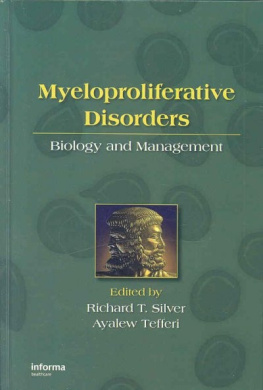 Myeloproliferative
Disorders
Biology and Management
Edited by
Richard T. Silver
Ayalew Tefferi
informa
healthcare